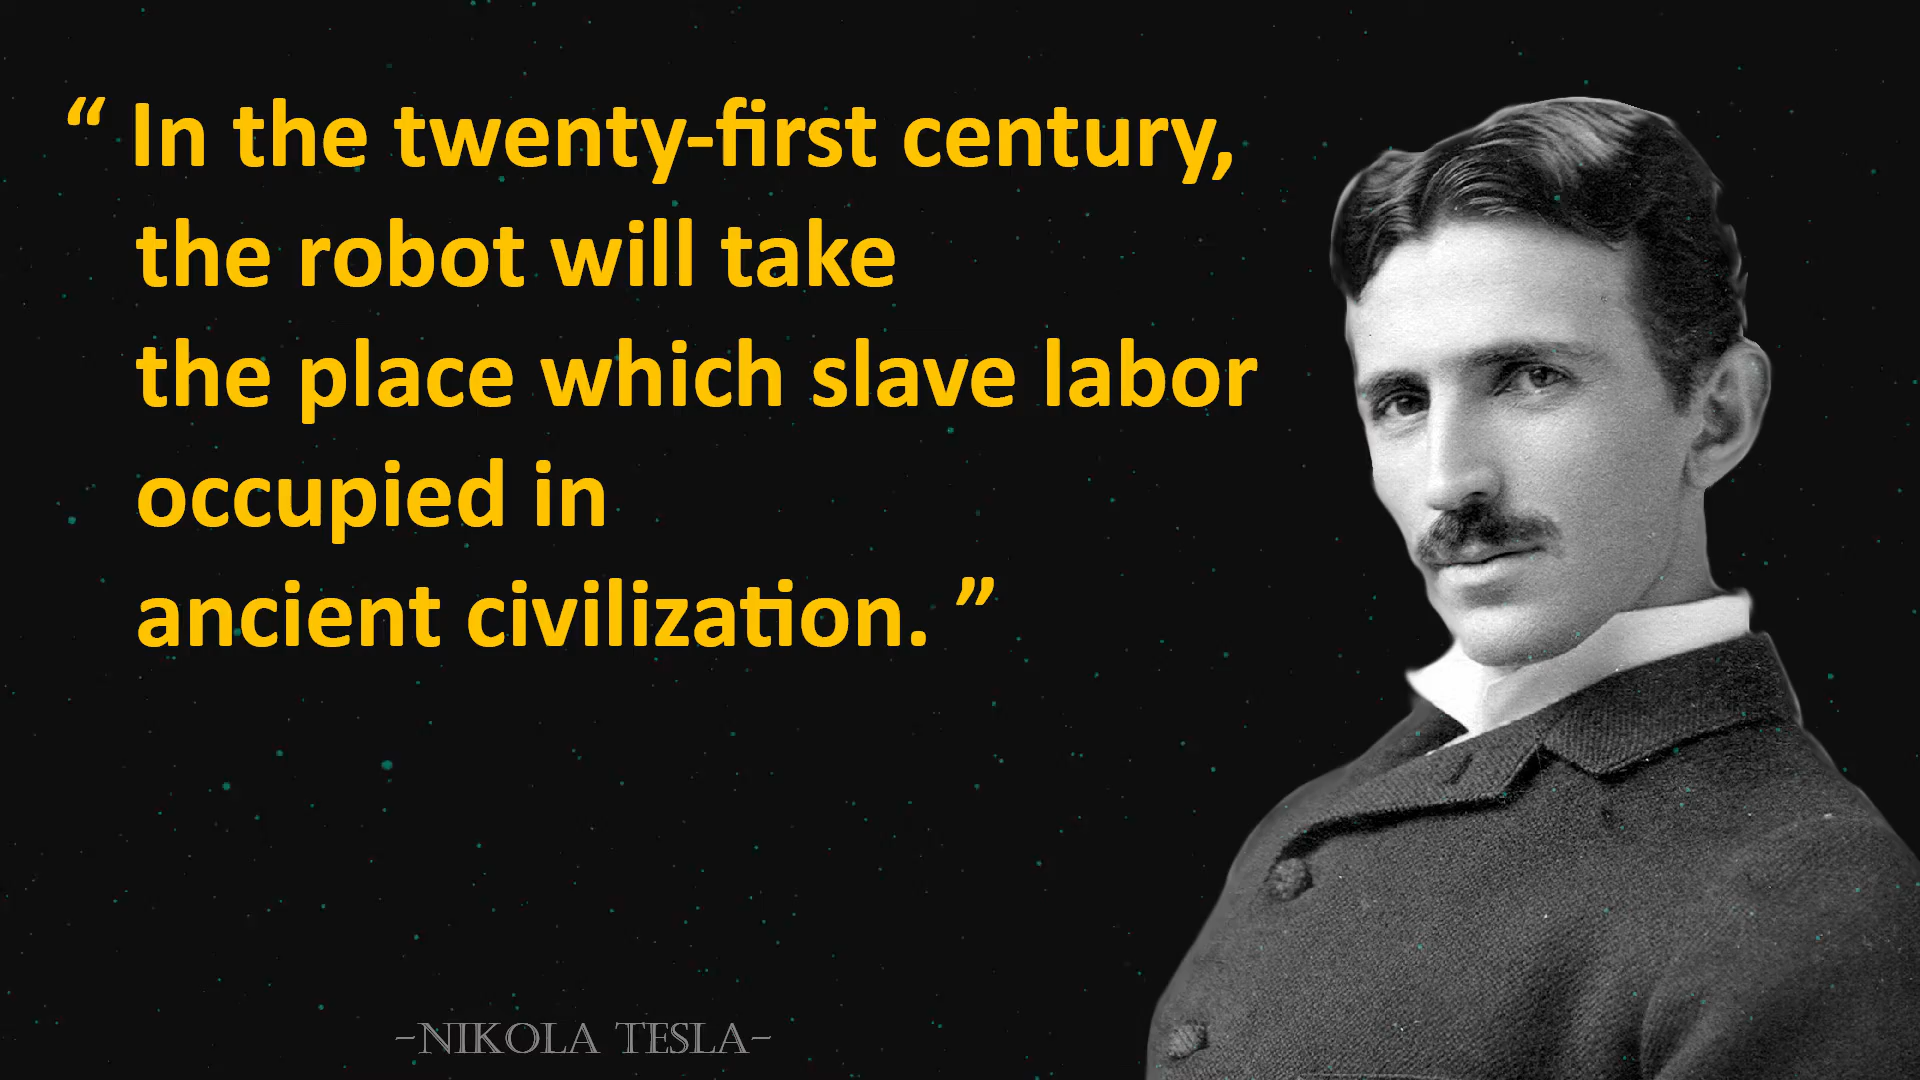 “ In the twenty-first century,
the robot will take
the place which slave labor
occupied in
ancient civilization. ”
-NIKOLA TESLA-